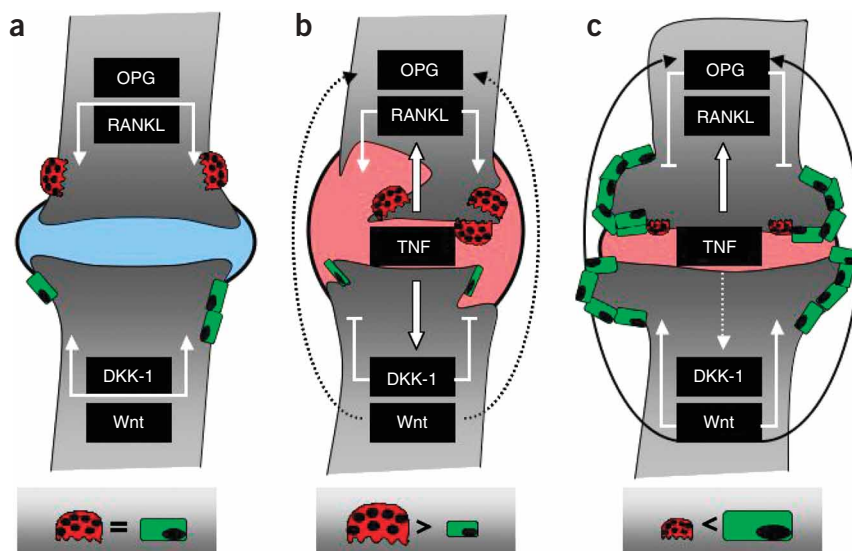 a
OPG
RANKL
DKK-1
Wnt
=
b
OPG
RANKL
TNF
DKK-1
Wnt
>
c
OPG
RANKL
TNF
DKK-1
Wnt
<